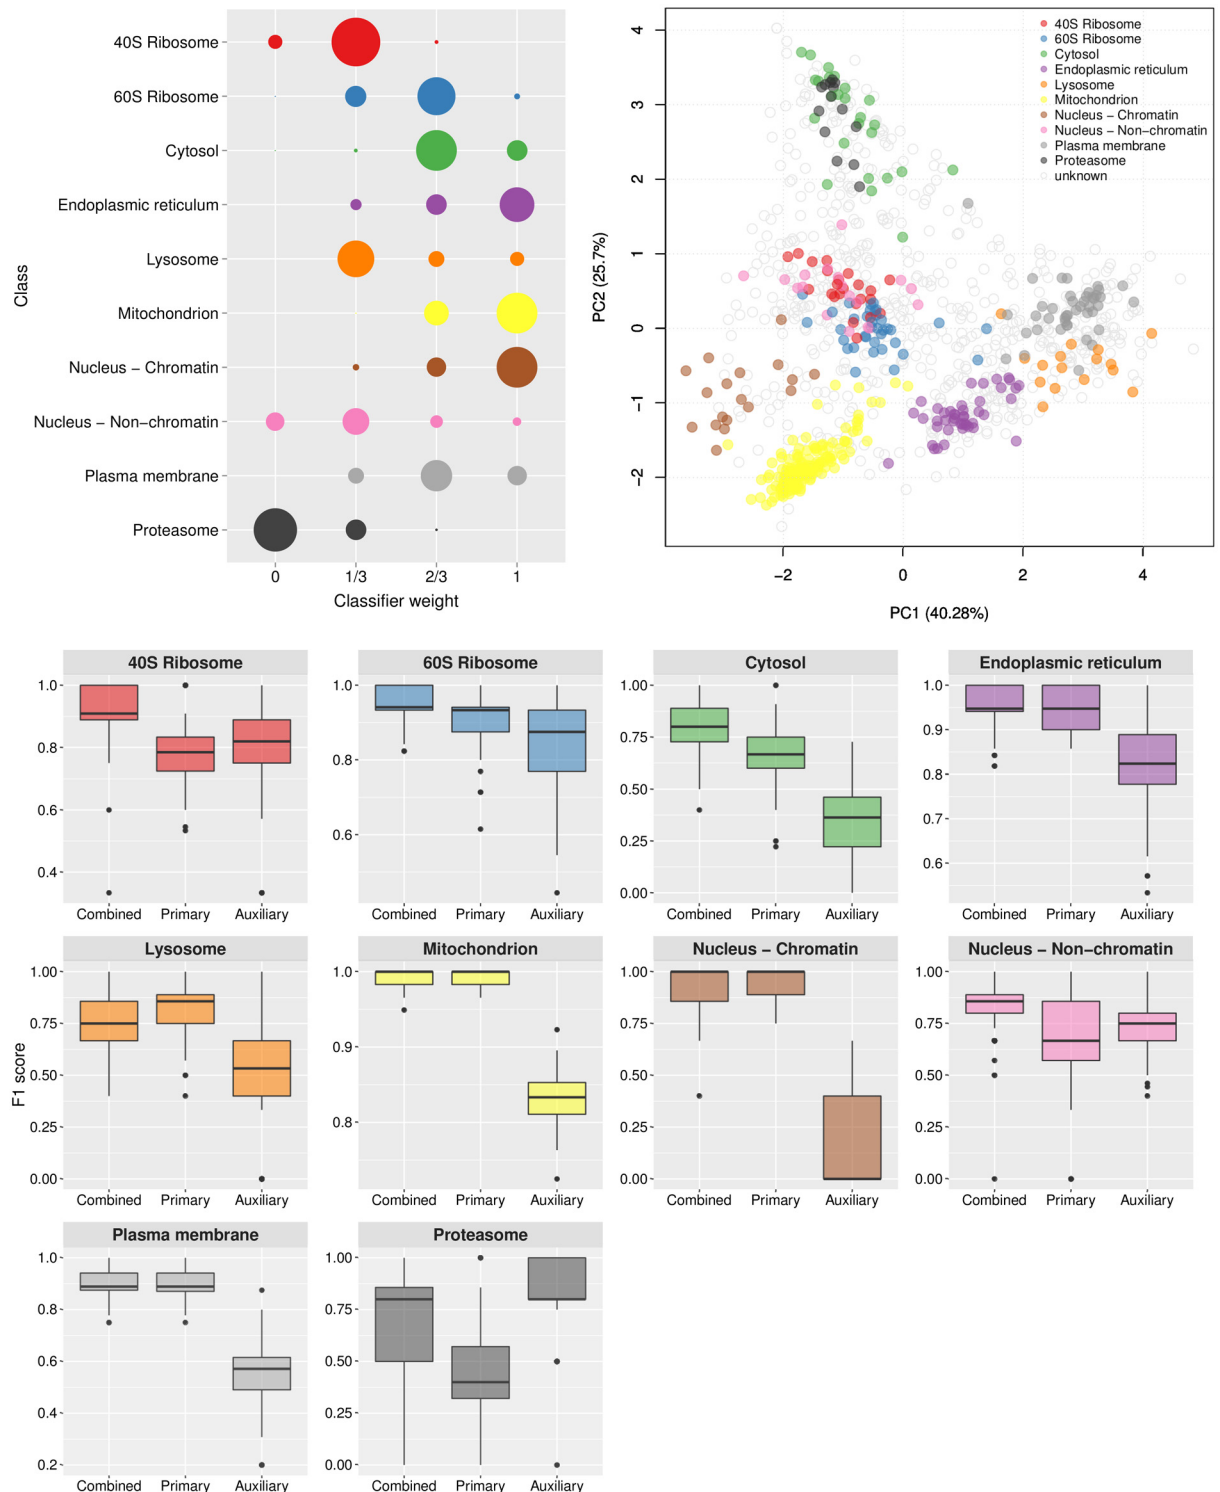 Class
40S Ribosome
60S Ribosome
Cytosol
Endoplasmic reticulum
Lysosome
Mitochondrion
Nucleus − Chromatin
Nucleus − Non−chromatin
Plasma membrane
Proteasome
0 1/3 2/3 1
Classifier weight
PC2 (25.7%)
4
3
2
1
0
−1
−2
−2 0 2 4
PC1 (40.28%)
40S Ribosome
60S Ribosome
Cytosol
Endoplasmic reticulum
Lysosome
Mitochondrion
Nucleus − Chromatin
Nucleus − Non−chromatin
Plasma membrane
Proteasome
unknown
F1 score
40S Ribosome
1.0
0.8
0.6
0.4
Combined Primary Auxiliary
60S Ribosome
1.0
0.8
0.6
Combined Primary Auxiliary
Cytosol
1.00
0.75
0.50
0.25
0.00
Combined Primary Auxiliary
Endoplasmic reticulum
1.0
0.9
0.8
0.7
0.6
Combined Primary Auxiliary
Lysosome
1.00
0.75
0.50
0.25
0.00
Combined Primary Auxiliary
Mitochondrion
1.0
0.9
0.8
Combined Primary Auxiliary
Nucleus − Chromatin
1.00
0.75
0.50
0.25
0.00
Combined Primary Auxiliary
Nucleus − Non−chromatin
1.00
0.75
0.50
0.25
0.00
Combined Primary Auxiliary
Plasma membrane
1.0
0.8
0.6
0.4
0.2
Combined Primary Auxiliary
Proteasome
1.00
0.75
0.50
0.25
0.00
Combined Primary Auxiliary